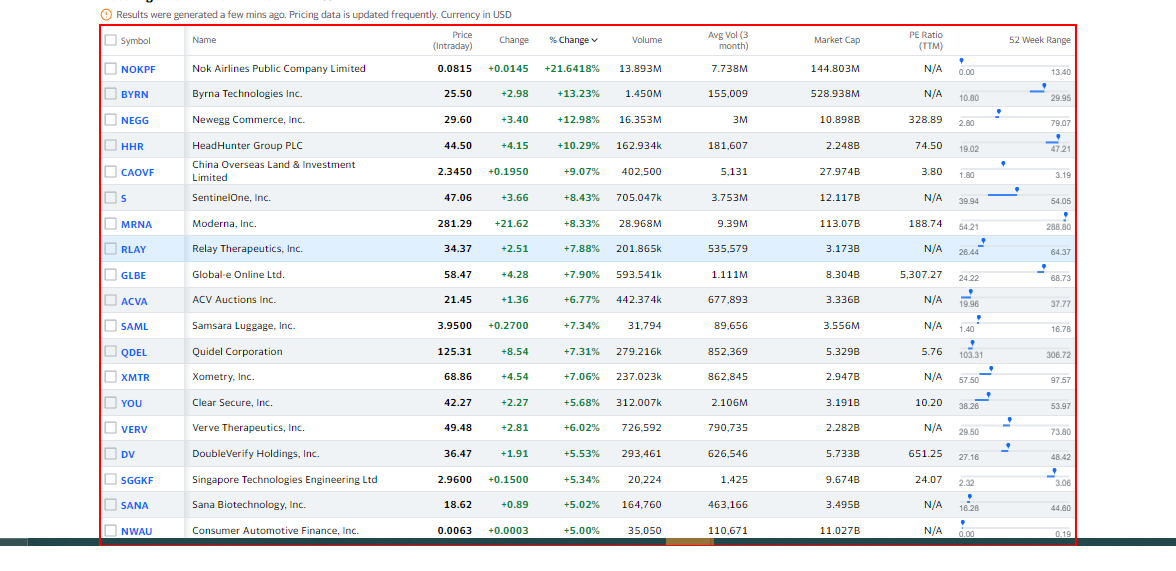 Results were generated a few mins ago. Pricing data is updated frequently. Currency in USD
Symbol Name Price (Intraday) Change % Change Volume Avg Vol (3 month) Market Cap PE Ratio (TTM) 52 Week Range
NOKPF Nok Airlines Public Company Limited 0.0815 +0.0145 +21.6418% 13.893M 7.738M 144.803M N/A 0.00 13.40
BYRN Byrna Technologies Inc. 25.50 +2.98 +13.23% 1.450M 155,009 528.938M N/A 10.80 29.95
NEGG Newegg Commerce, Inc. 29.60 +3.40 +12.98% 16.353M 3M 10.898B 328.89 2.80 79.07
HHR HeadHunter Group PLC 44.50 +4.15 +10.29% 162.934k 181,607 2.248B 74.50 19.02 47.21
CAOVF China Overseas Land & Investment Limited 2.3450 +0.1950 +9.07% 402,500 5,131 27.974B 3.80 1.80 3.19
S SentinelOne, Inc. 47.06 +3.66 +8.43% 705.047k 3.753M 12.117B N/A 39.94 54.05
MRNA Moderna, Inc. 281.29 +21.62 +8.33% 28.968M 9.39M 113.07B 188.74 54.21 288.80
RLAY Relay Therapeutics, Inc. 34.37 +2.51 +7.88% 201.865k 535,579 3.173B N/A 26.44 64.37
GLBE Global-e Online Ltd. 58.47 +4.28 +7.90% 593.541k 1.111M 8.304B 5,307.27 24.22 68.73
ACVA ACV Auctions Inc. 21.45 +1.36 +6.77% 442.374k 677,893 3.336B N/A 19.96 37.77
SAML Samsara Luggage, Inc. 3.9500 +0.2700 +7.34% 31,794 89,656 3.556M N/A 1.40 16.78
QDEL Quidel Corporation 125.31 +8.54 +7.31% 279.216k 852,369 5.329B 5.76 103.31 306.72
XMTR Xometry, Inc. 68.86 +4.54 +7.06% 237.023k 862,845 2.947B N/A 57.50 97.57
YOU Clear Secure, Inc. 42.27 +2.27 +5.68% 312.007k 2.106M 3.191B 10.20 38.26 53.97
VERV Verve Therapeutics, Inc. 49.48 +2.81 +6.02% 726,592 790,735 2.282B N/A 29.50 73.80
DV DoubleVerify Holdings, Inc. 36.47 +1.91 +5.53% 293,461 626,546 5.733B 651.25 27.16 48.42
SGGKF Singapore Technologies Engineering Ltd 2.9600 +0.1500 +5.34% 20,224 1,425 9.674B 24.07 2.32 3.06
SANA Sana Biotechnology, Inc. 18.62 +0.89 +5.02% 164,760 463,166 3.495B N/A 16.28 44.60
NWAU Consumer Automotive Finance, Inc. 0.0063 +0.0003 +5.00% 35,050 110,671 11.027B N/A 0.00 0.19